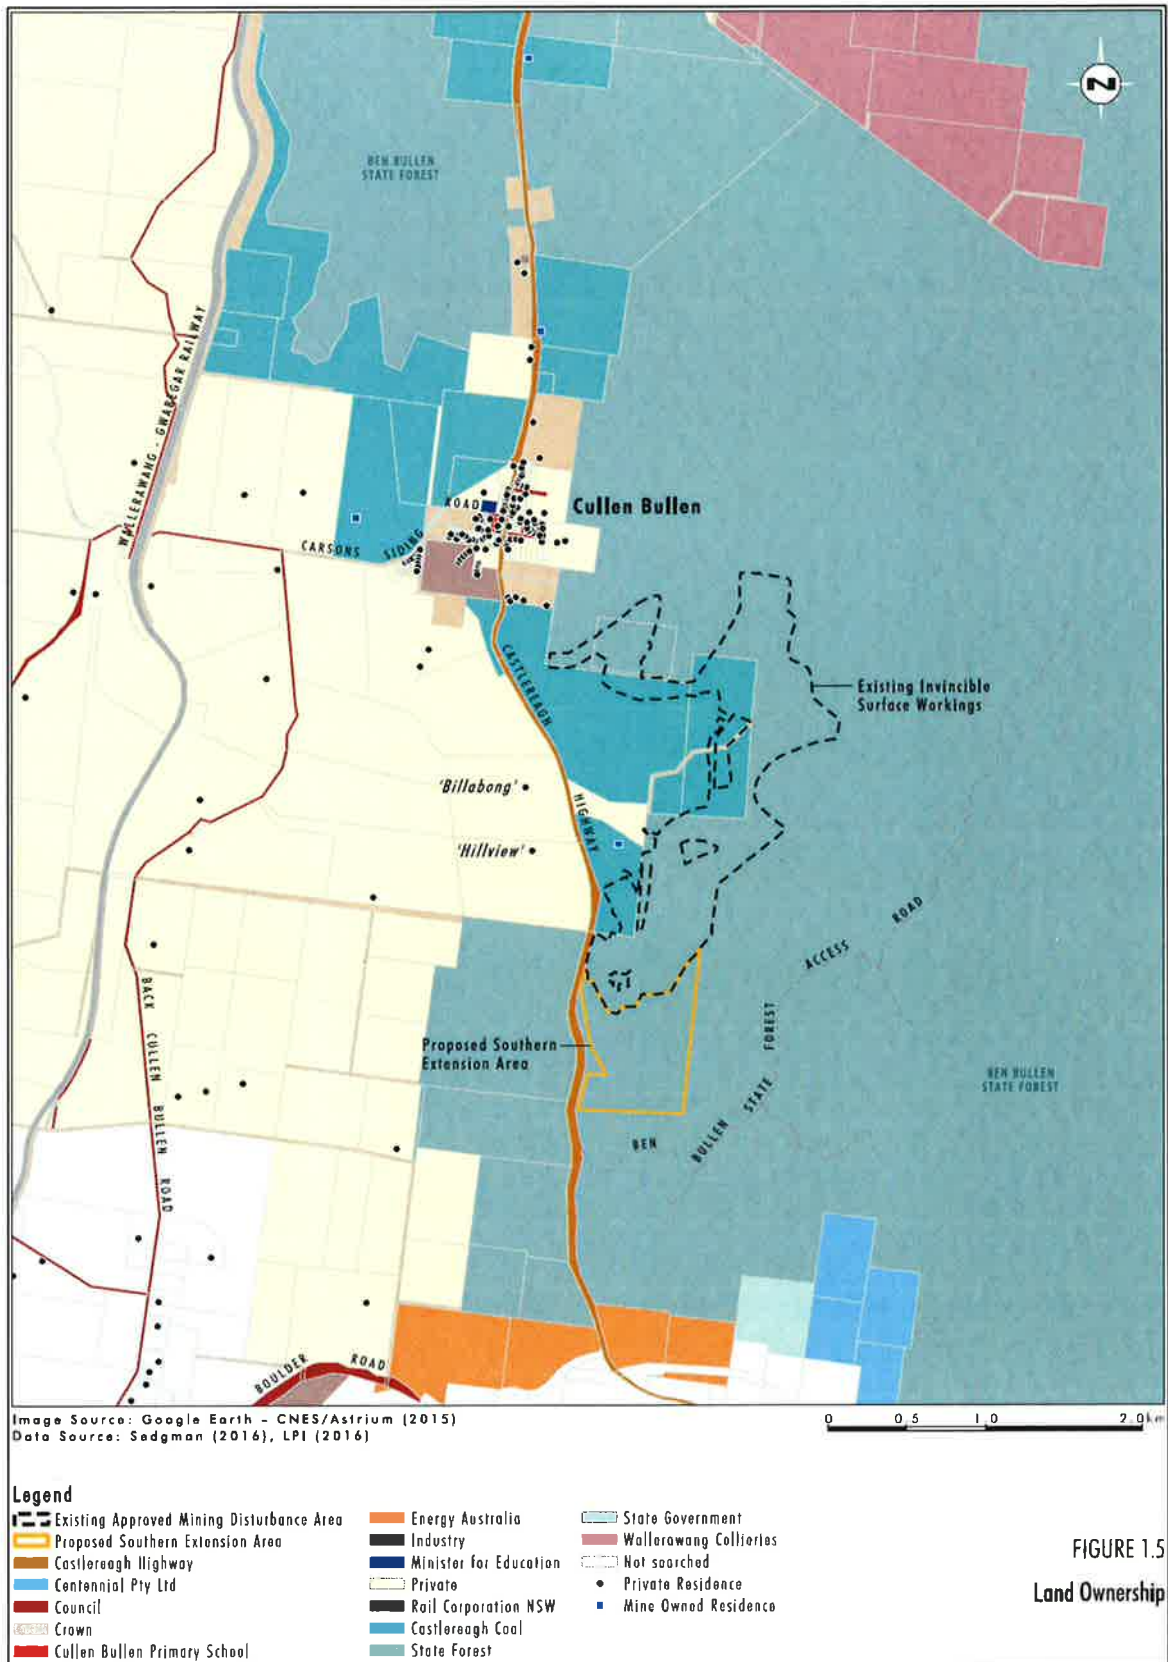 N
BEN BULLEN
STATE FOREST
WALLERAWANG - GWABEGAR RAILWAY
ROAD
Cullen Bullen
CARSONS SIDING
CASTLEREAGH
Existing Invincible
Surface Workings
'Billabong'
HIGHWAY
'Hillview'
ROAD
ACCESS
BACK CULLEN BULLEN ROAD
FOREST
Proposed Southern
Extension Area
BEN BULLEN
STATE FOREST
STATE
BEN
BULLEN
BOULDER ROAD
Image Source: Google Earth - CNES/Astrium (2015)
Data Source: Sedgman (2016), LPI (2016)
0 0.5 1.0 2.0km
Legend
Existing Approved Mining Disturbance Area
Proposed Southern Extension Area
Castlereagh Highway
Centennial Pty Ltd
Council
Crown
Cullen Bullen Primary School
Energy Australia
Industry
Minister for Education
Private
Rail Corporation NSW
Castlereagh Coal
State Forest
State Government
Wallerawang Collieries
Not searched
Private Residence
Mine Owned Residence
FIGURE 1.5
Land Ownership